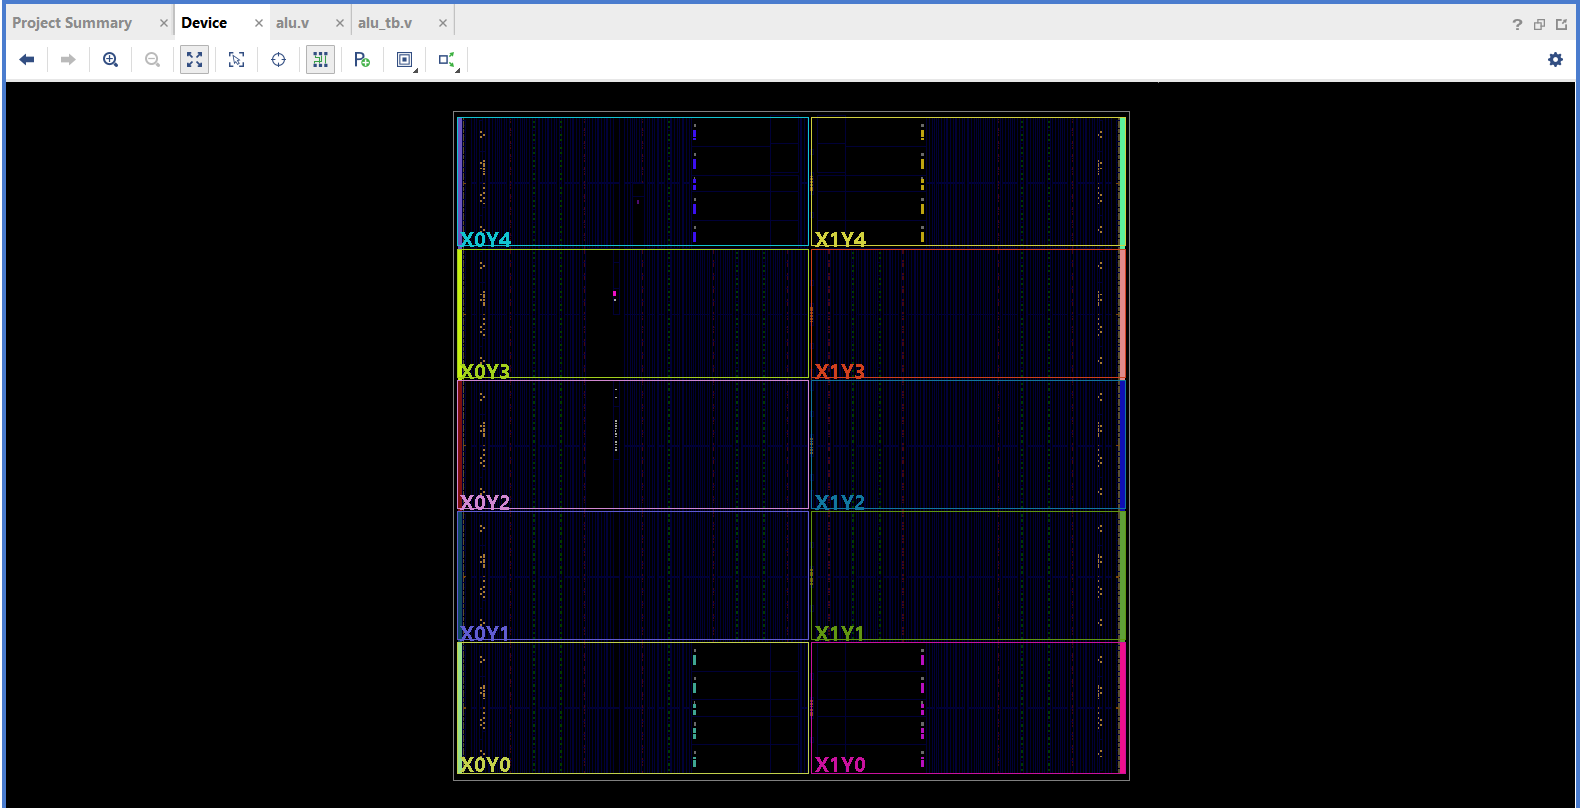 Project Summary × Device × alu.v × alu_tb.v × ?
X0Y4 X1Y4
X0Y3 X1Y3
X0Y2 X1Y2
X0Y1 X1Y1
X0Y0 X1Y0